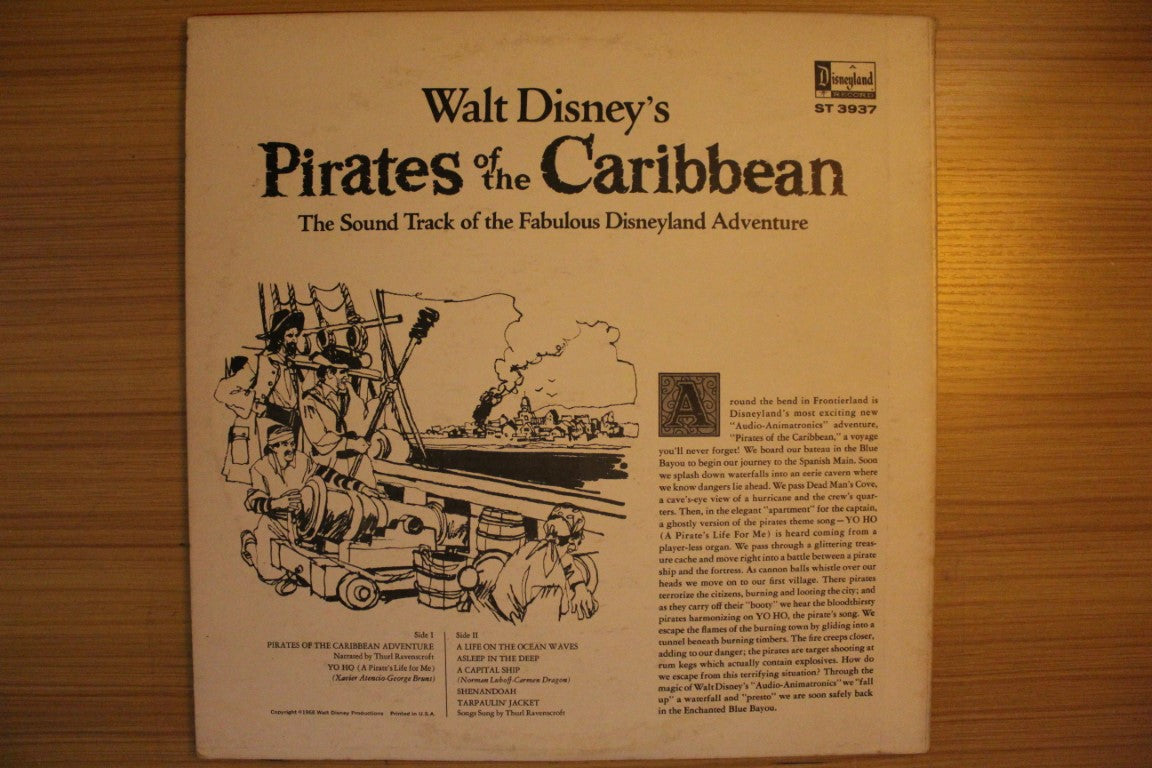 Disneyland
RECORD
ST 3937
Walt Disney's
Pirates of the Caribbean
The Sound Track of the Fabulous Disneyland Adventure
Around the bend in Frontierland is
Disneyland's most exciting new
"Audio-Animatronics" adventure,
"Pirates of the Caribbean," a voyage
you'll never forget! We board our bateau in the Blue
Bayou to begin our journey to the Spanish Main. Soon
we splash down waterfalls into an eerie cavern where
we know dangers lie ahead. We pass Dead Man's Cove,
a cave's-eye view of a hurricane and the crew's quar-
ters. Then, in the elegant "apartment" for the captain,
a ghostly version of the pirates theme song — YO HO
(A Pirate's Life For Me) is heard coming from a
player-less organ. We pass through a glittering treas-
ure cache and move right into a battle between a pirate
ship and the fortress. As cannon balls whistle over our
heads we move on to our first village. There pirates
terrorize the citizens, burning and looting the city; and
as they carry off their "booty" we hear the bloodthirsty
pirates harmonizing on YO HO, the pirate's song. We
escape the flames of the burning town by gliding into a
tunnel beneath burning timbers. The fire creeps closer,
adding to our danger; the pirates are target shooting at
rum kegs which actually contain explosives. How do
we escape from this terrifying situation? Through the
magic of Walt Disney's "Audio-Animatronics" we "fall
up" a waterfall and "presto" we are soon safely back
in the Enchanted Blue Bayou.
Side I
PIRATES OF THE CARIBBEAN ADVENTURE
Narrated by Thurl Ravenscroft
YO HO (A Pirate's Life for Me)
(Xavier Atencio-George Bruns)
Side II
A LIFE ON THE OCEAN WAVES
ASLEEP IN THE DEEP
A CAPITAL SHIP
(Norman Luboff-Carmen Dragon)
SHENANDOAH
TARPAULIN JACKET
Songs Sung by Thurl Ravenscroft
Copyright ©1968 Walt Disney Productions Printed in U.S.A.